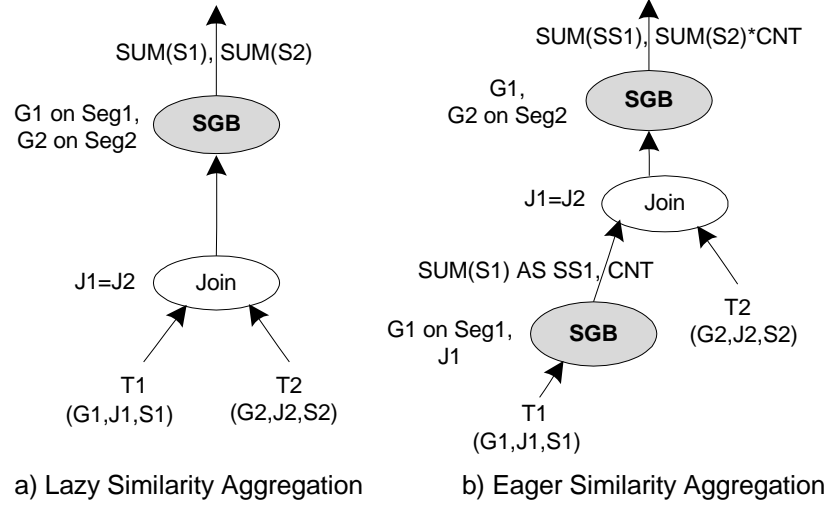 SUM(S1), SUM(S2)
G1 on Seg1,
G2 on Seg2
SGB
J1=J2
Join
T1
(G1,J1,S1)
T2
(G2,J2,S2)
a) Lazy Similarity Aggregation
SUM(SS1), SUM(S2)*CNT
G1,
G2 on Seg2
SGB
J1=J2
Join
SUM(S1) AS SS1, CNT
G1 on Seg1,
J1
SGB
T2
(G2,J2,S2)
T1
(G1,J1,S1)
b) Eager Similarity Aggregation